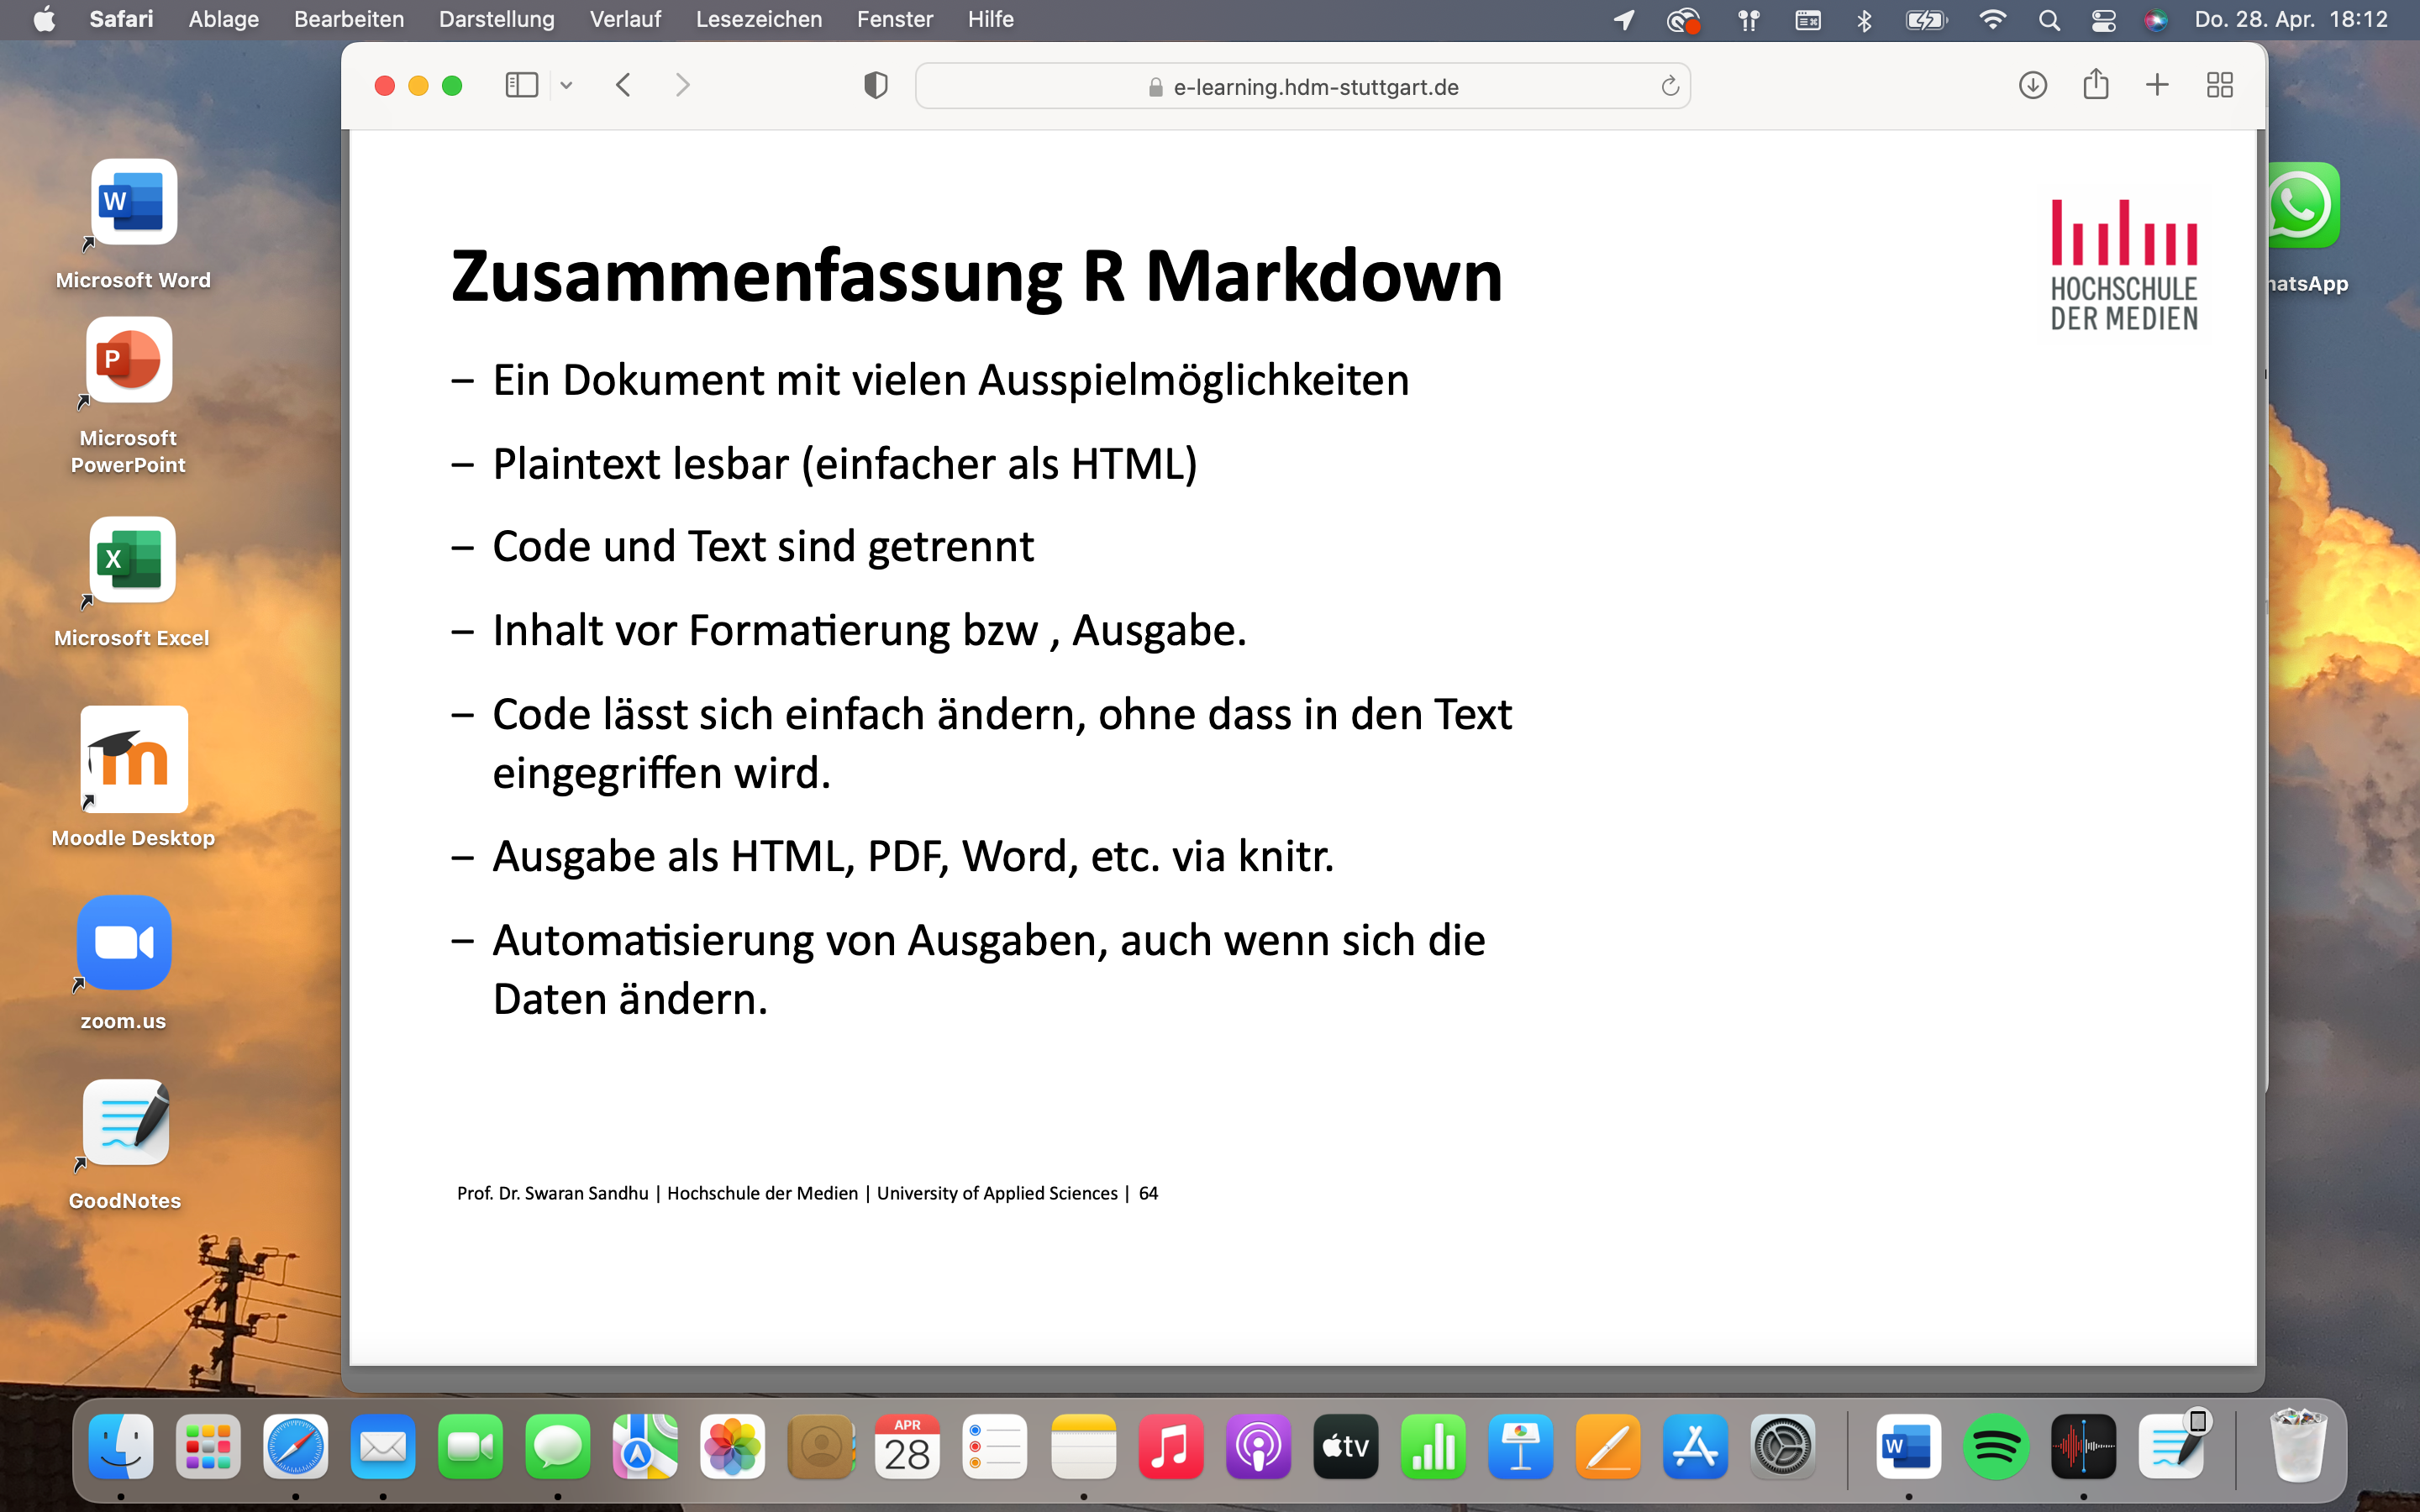 Safari Ablage Bearbeiten Darstellung Verlauf Lesezeichen Fenster Hilfe Do. 28. Apr. 18:12
e-learning.hdm-stuttgart.de
Microsoft Word
Microsoft
PowerPoint
Microsoft Excel
Moodle Desktop
zoom.us
GoodNotes
hatsApp
HOCHSCHULE
DER MEDIEN
Zusammenfassung R Markdown
– Ein Dokument mit vielen Ausspielmöglichkeiten
– Plaintext lesbar (einfacher als HTML)
– Code und Text sind getrennt
– Inhalt vor Formatierung bzw , Ausgabe.
– Code lässt sich einfach ändern, ohne dass in den Text
eingegriffen wird.
– Ausgabe als HTML, PDF, Word, etc. via knitr.
– Automatisierung von Ausgaben, auch wenn sich die
Daten ändern.
Prof. Dr. Swaran Sandhu | Hochschule der Medien | University of Applied Sciences | 64
APR
28
tv